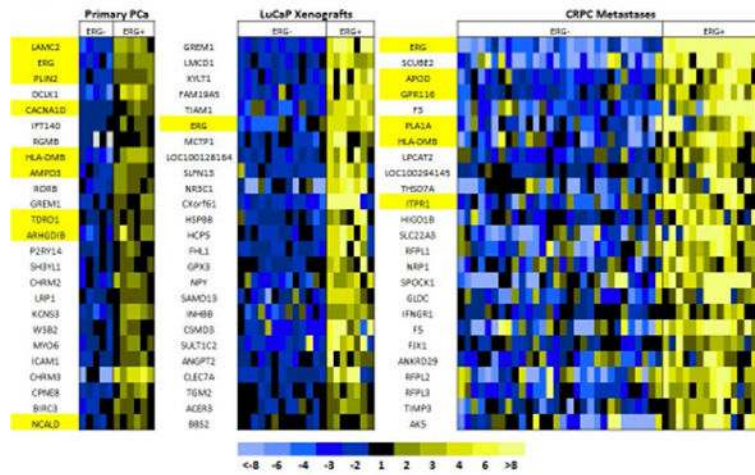 Primary PCa
ERG- ERG+
LAMC2
ERG
PLIN2
DCLK1
CACNA1D
IFT140
RGMB
HLA-DMB
AMPD3
RORB
GREM1
TDRD1
ARHGDIB
P2RY14
SH3YL1
CHRM2
LRP1
KCNS3
WSB2
MYO6
ICAM1
CHRM3
CPNE8
BIRC3
NCALD
LuCaP Xenografts
ERG- ERG+
GREM1
LMCD1
XYLT1
FAM19A5
TIAM1
ERG
MCTP1
LOC100128164
SLFN13
NR3C1
CXorf61
HSPB8
HCP5
FHL1
GPX3
NPY
SAMD13
INHBB
CSMD3
SULT1C2
ANGPT2
CLEC7A
TGM2
ACER3
BBS2
CRPC Metastases
ERG- ERG+
ERG
SCUBE2
APOD
GPR116
F5
PLA1A
HLA-DMB
LPCAT2
LOC100294145
THSD7A
ITPR1
HIGD1B
SLC22A3
RFPL1
NRP1
SPOCK1
GLDC
IFNGR1
F5
FJX1
ANKRD29
RFPL2
RFPL3
TIMP3
AK5
<-8 -6 -4 -3 -2 1 2 3 4 6 >8